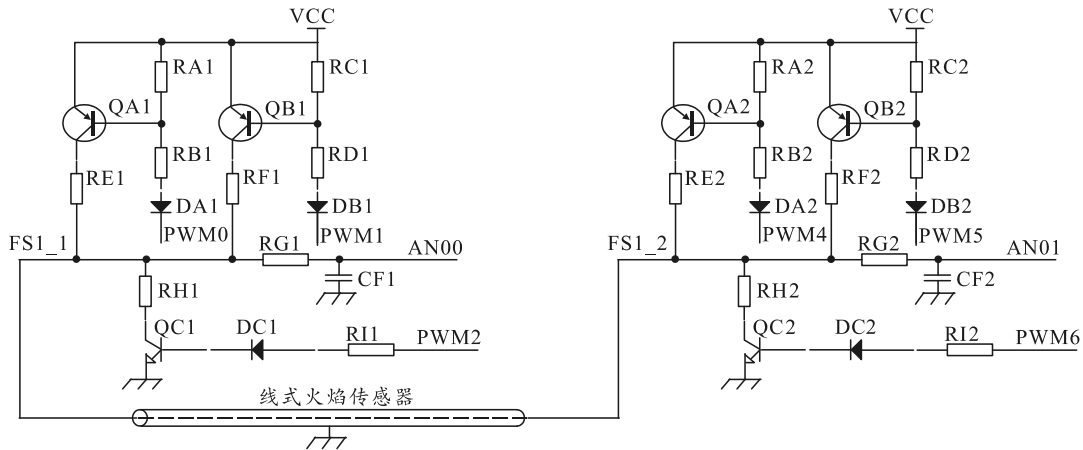 VCC
VCC
RA1
RC1
RA2
RC2
QA1
QB1
QA2
QB2
RB1
RD1
RB2
RD2
RE1
RF1
RE2
RF2
DA1
DB1
DA2
DB2
PWM0
PWM1
PWM4
PWM5
FS1_1
RG1
AN00
FS1_2
RG2
AN01
RH1
CF1
RH2
CF2
QC1
DC1
RI1
PWM2
QC2
DC2
RI2
PWM6
线式火焰传感器